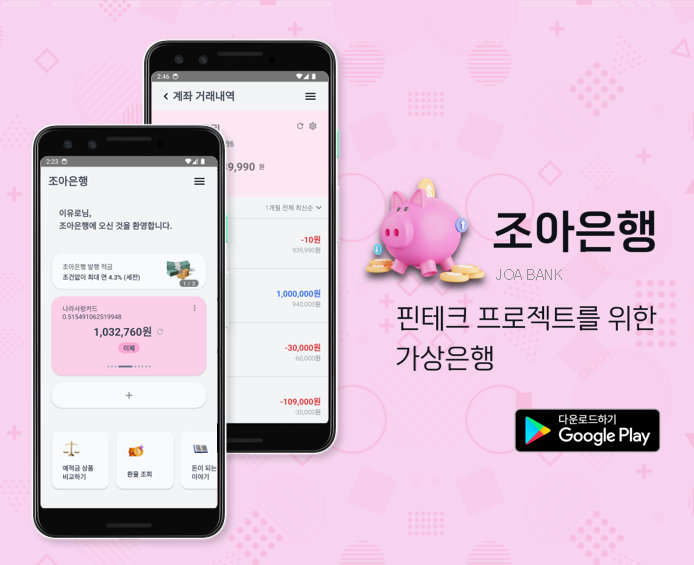 2:46
계좌 거래내역
9,990 원
1개월·전체·최신순
-10원
939,990원
1,000,000원
940,000원
-30,000원
-60,000원
-109,000원
-30,000원
2:23
조아은행
이유로님,
조아은행에 오신 것을 환영합니다.
조아은행 발행 적금
조건없이 최대 연 4.3% (세전)
1 / 3
나라사랑카드
0.515491062519948
1,032,760원
이체
+
예적금 상품
비교하기
환율 조회
돈이 되는
이야기
조아은행
JOA BANK
핀테크 프로젝트를 위한
가상은행
다운로드하기
Google Play